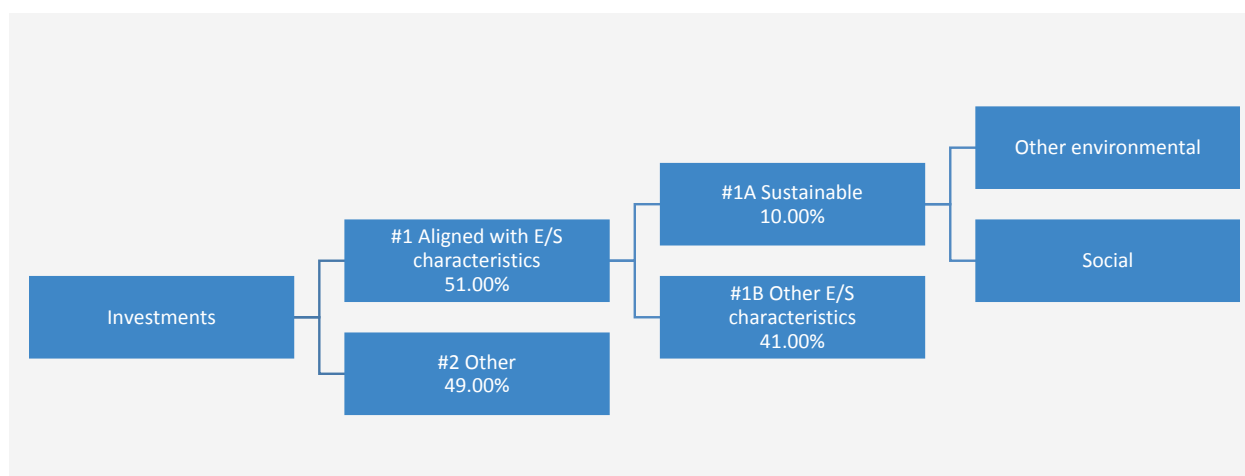 Investments
#1 Aligned with E/S
characteristics
51.00%
#2 Other
49.00%
#1A Sustainable
10.00%
#1B Other E/S
characteristics
41.00%
Other environmental
Social